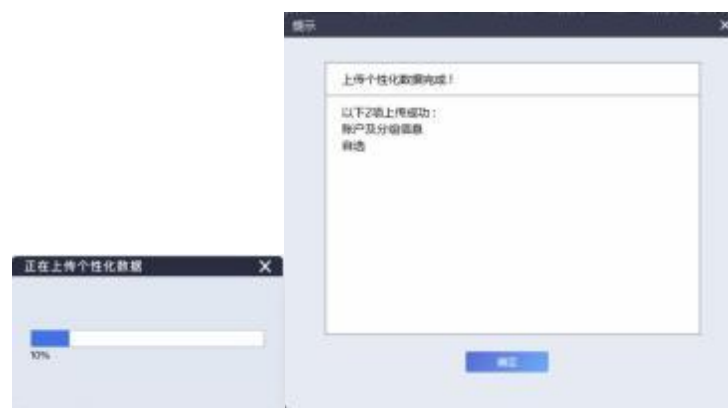 正在上传个性化数据
10%
提示
上传个性化数据完成！
以下2项上传成功：
账户及分组信息
自选
确定